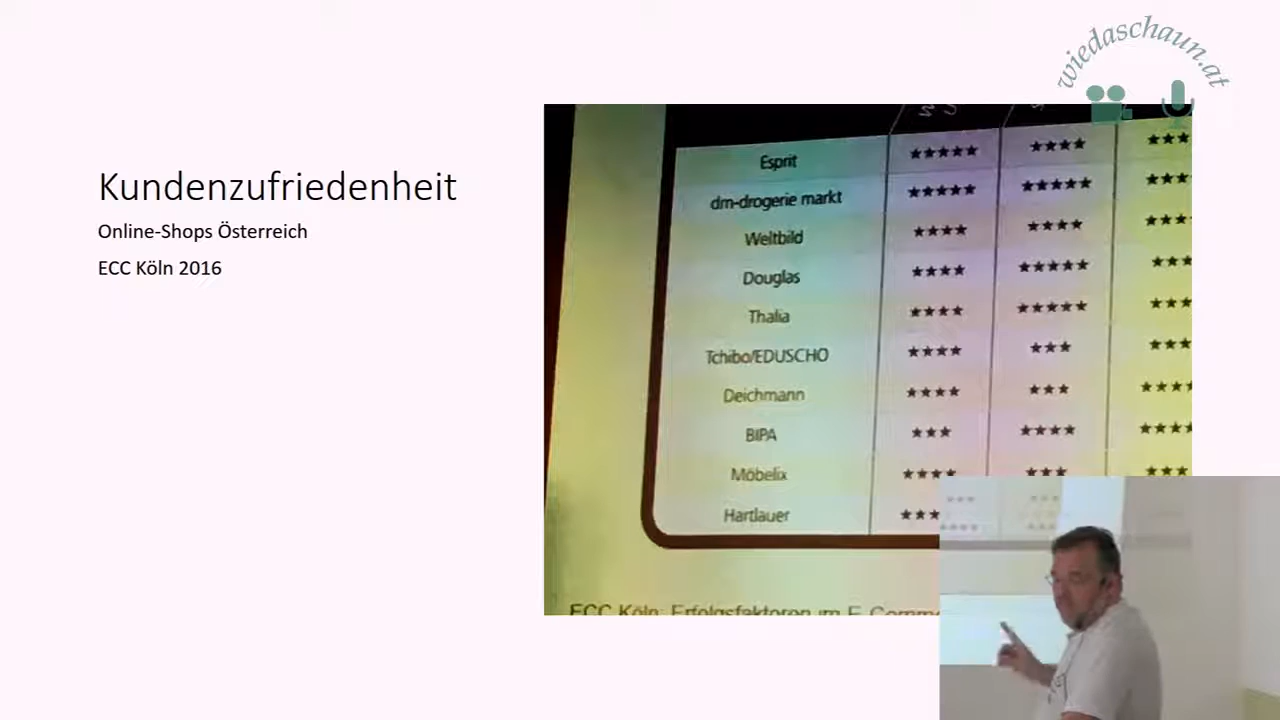 wiedaschaun.at
Kundenzufriedenheit
Online-Shops Österreich
ECC Köln 2016
Esprit ★★★★★ ★★★★ ★★★
dm-drogerie markt ★★★★★ ★★★★★ ★★★
Weltbild ★★★★ ★★★★ ★★★
Douglas ★★★★ ★★★★★ ★★★
Thalia ★★★★ ★★★★★ ★★★
Tchibo/EDUSCHO ★★★★ ★★★ ★★★
Deichmann ★★★★ ★★★ ★★★★
BIPA ★★★ ★★★★ ★★★★
Möbelix ★★★★ ★★★ ★★★
Hartlauer ★★★
ECC Köln: Erfolgsfaktoren im E-Comme